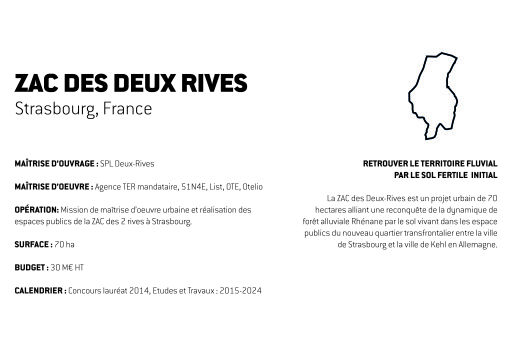 ZAC DES DEUX RIVES
Strasbourg, France
MAÎTRISE D'OUVRAGE : SPL Deux-Rives
MAÎTRISE D'OEUVRE : Agence TER mandataire, 51N4E, List, OTE, Otelio
OPÉRATION: Mission de maîtrise d'oeuvre urbaine et réalisation des
espaces publics de la ZAC des 2 rives à Strasbourg.
SURFACE : 70 ha
BUDGET : 30 M€ HT
CALENDRIER : Concours lauréat 2014, Etudes et Travaux : 2015-2024
RETROUVER LE TERRITOIRE FLUVIAL
PAR LE SOL FERTILE INITIAL
La ZAC des Deux-Rives est un projet urbain de 70
hectares alliant une reconquête de la dynamique de
forêt alluviale Rhénane par le sol vivant dans les espace
publics du nouveau quartier transfrontalier entre la ville
de Strasbourg et la ville de Kehl en Allemagne.